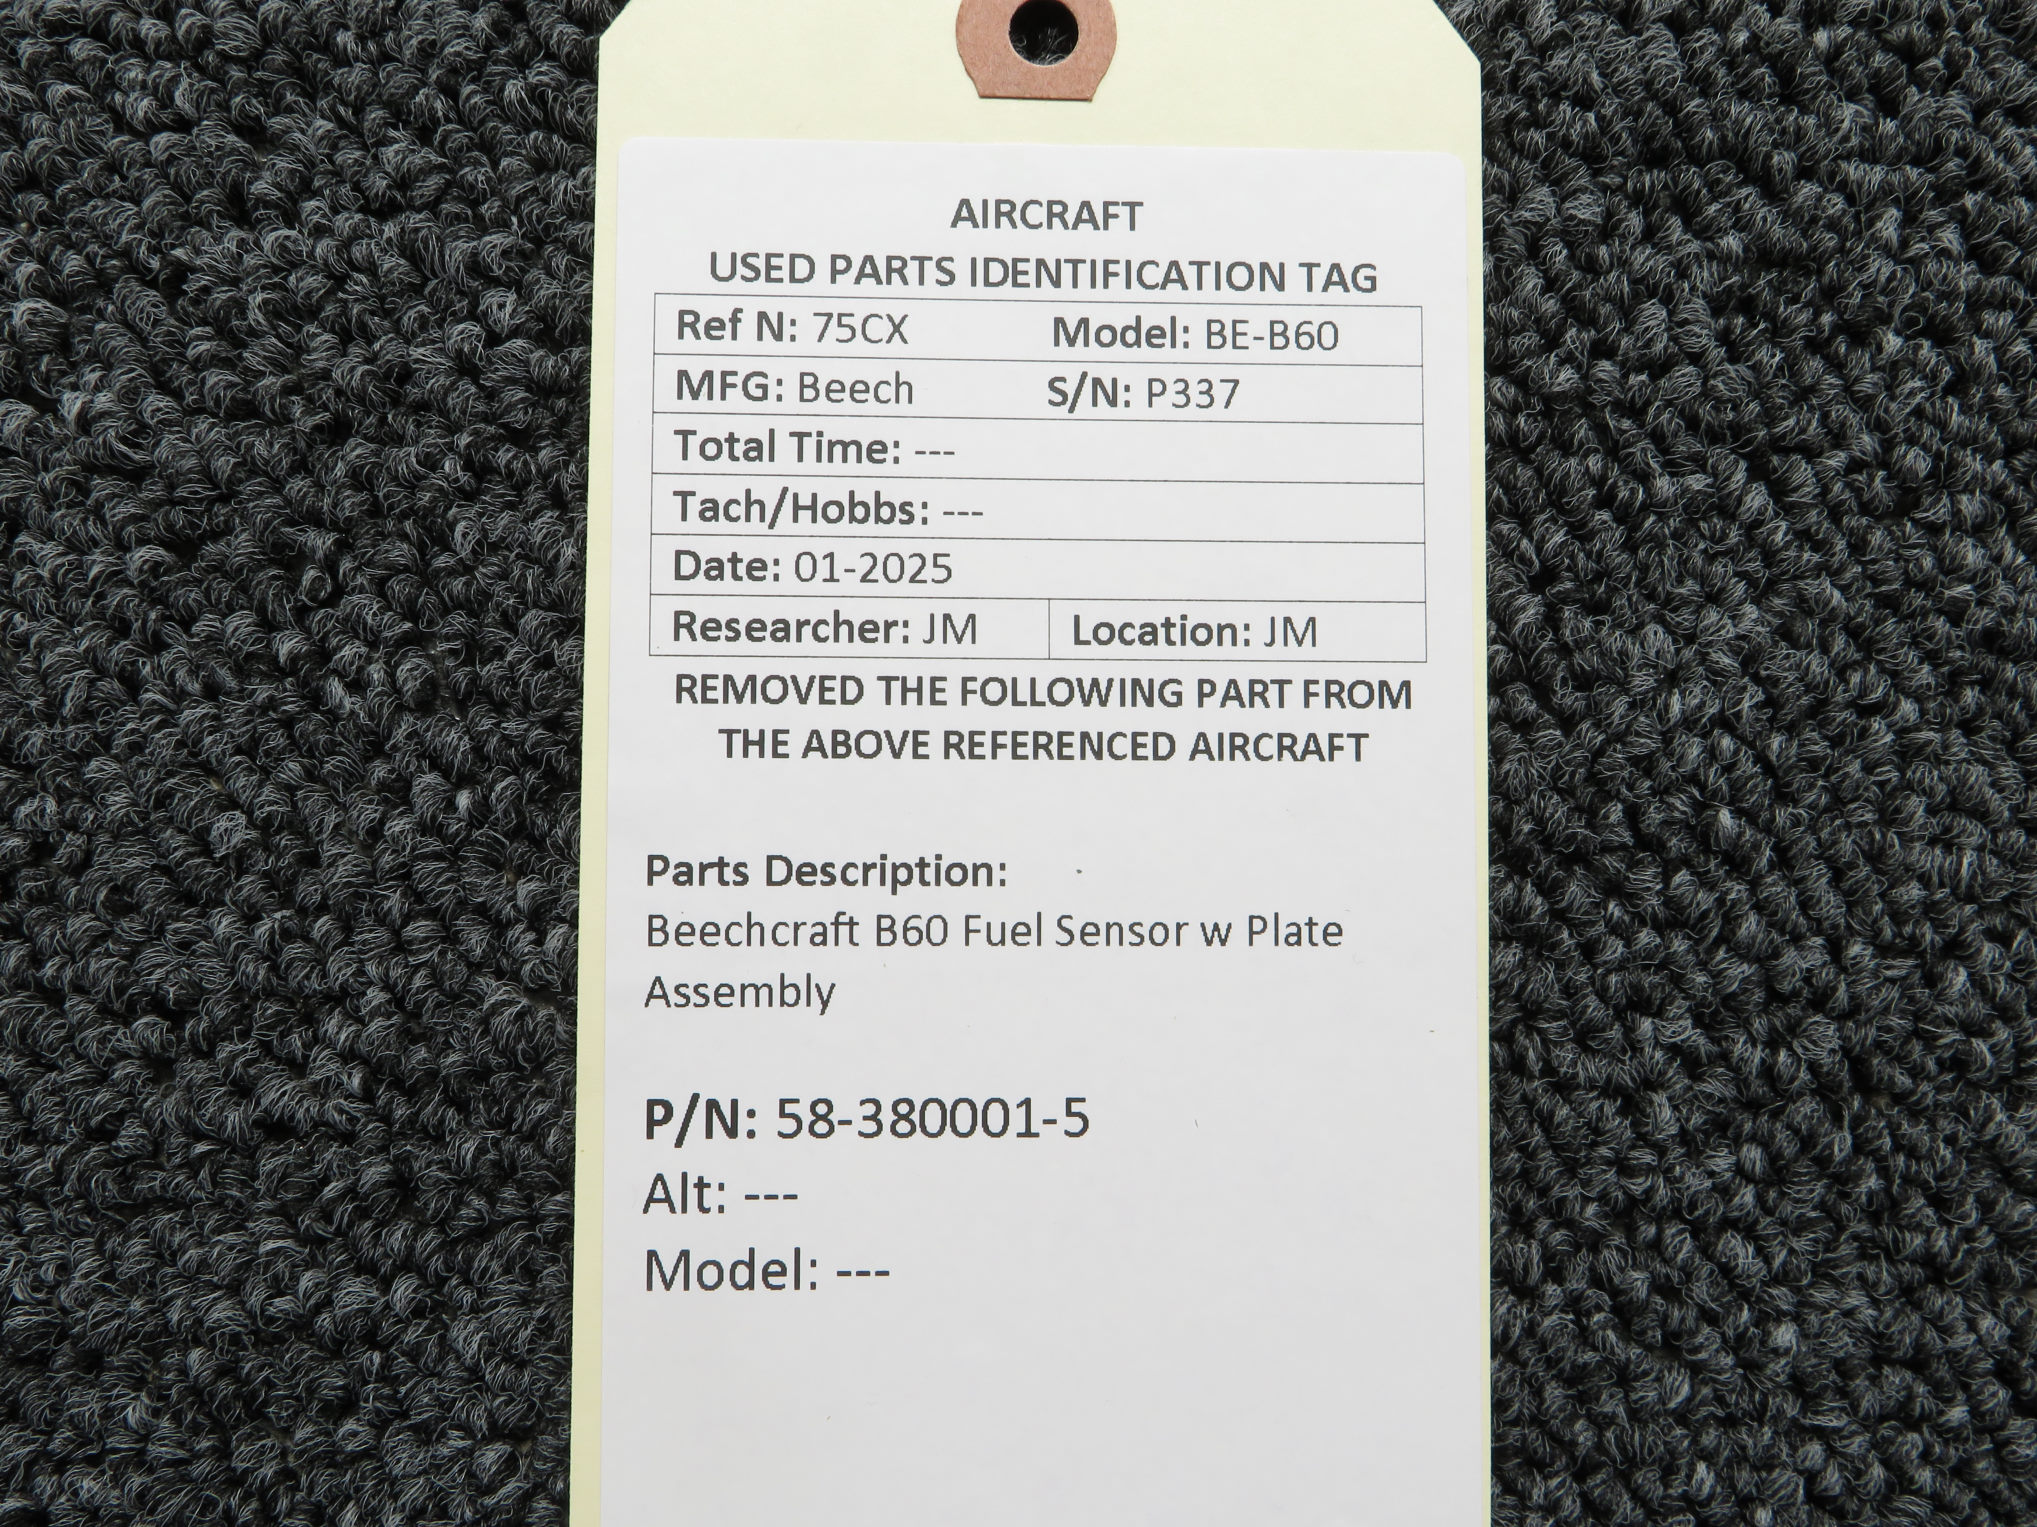 AIRCRAFT
USED PARTS IDENTIFICATION TAG
Ref N: 75CX Model: BE-B60
MFG: Beech S/N: P337
Total Time: ---
Tach/Hobbs: ---
Date: 01-2025
Researcher: JM Location: JM
REMOVED THE FOLLOWING PART FROM
THE ABOVE REFERENCED AIRCRAFT
Parts Description:
Beechcraft B60 Fuel Sensor w Plate
Assembly
P/N: 58-380001-5
Alt: ---
Model: ---